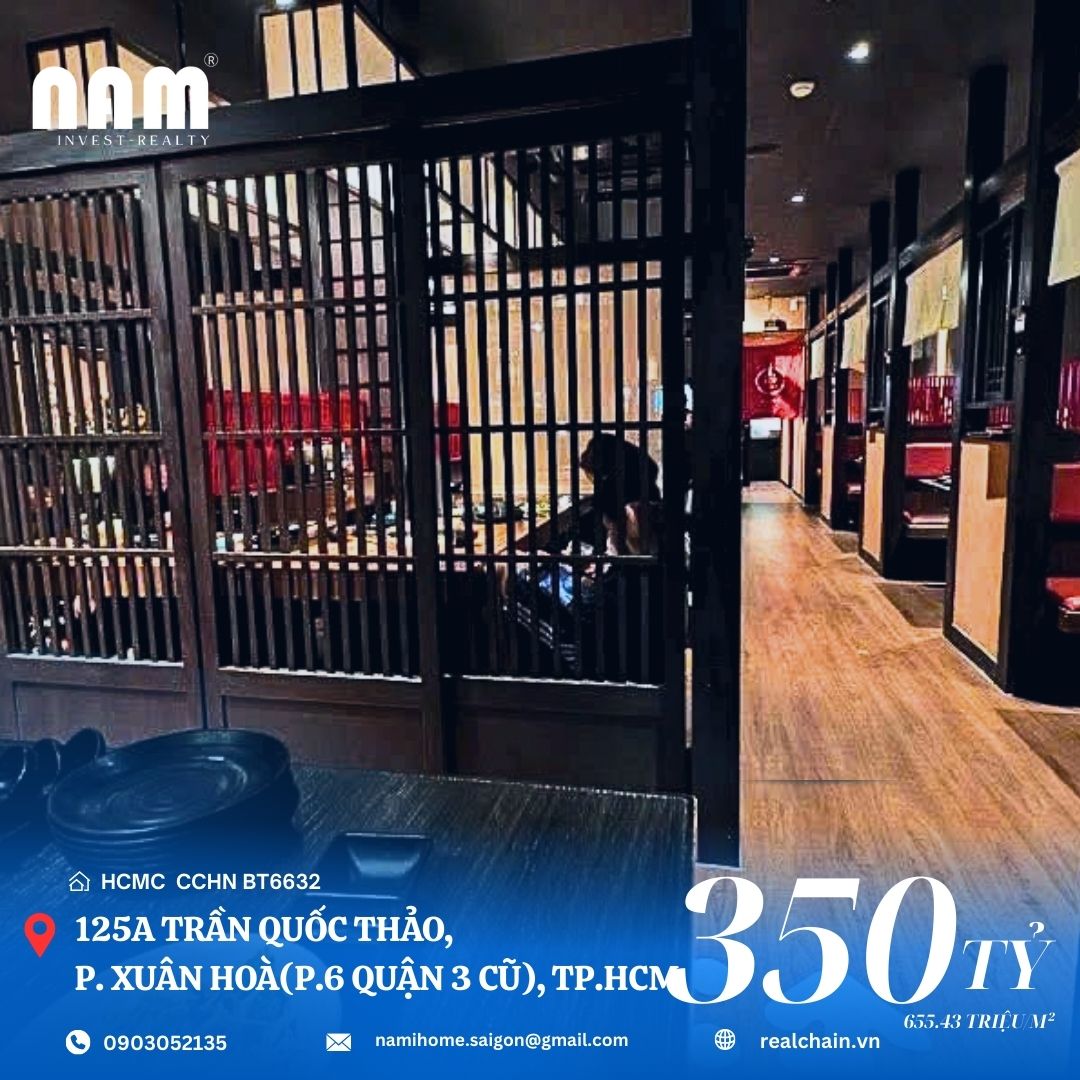 NAM®
INVEST-REALTY
HCMC CCHN BT6632
125A TRẦN QUỐC THẢO,
P. XUÂN HOÀ(P.6 QUẬN 3 CŨ), TP.HCM
350 TỶ
655.43 TRIỆU/M²
0903052135
namihome.saigon@gmail.com
realchain.vn